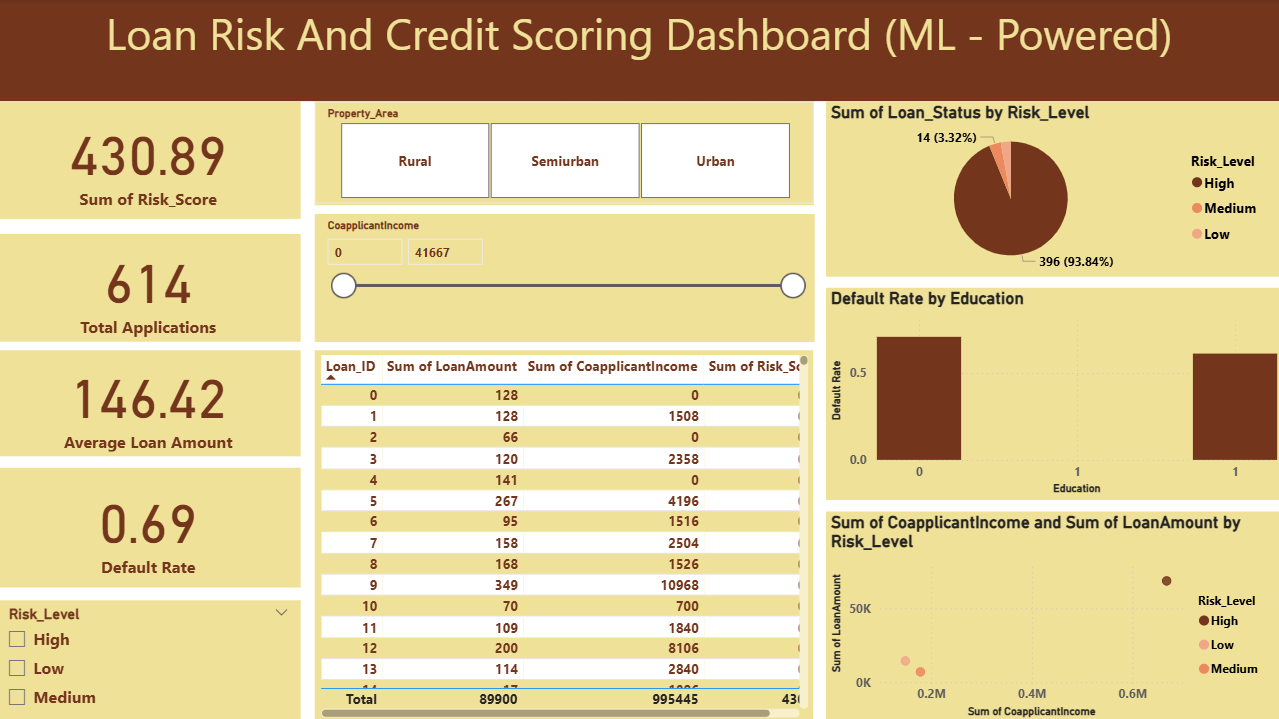 Loan Risk And Credit Scoring Dashboard (ML - Powered)
430.89
Sum of Risk_Score
614
Total Applications
146.42
Average Loan Amount
0.69
Default Rate
Risk_Level
High
Low
Medium
Property_Area
Rural Semiurban Urban
CoapplicantIncome
0 41667
Loan_ID Sum of LoanAmount Sum of CoapplicantIncome Sum of
0 128 0
1 128 1508
2 66 0
3 120 2358
4 141 0
5 267 4196
6 95 1516
7 158 2504
8 168 1526
9 349 10968
10 70 700
11 109 1840
12 200 8106
13 114 2840
Total 89900 995445
Sum of Loan_Status by Risk_Level
14 (3.32%)
396 (93.84%)
Risk_Level
High
Medium
Low
Default Rate by Education
Default Rate
0.5
0.0
0 1 1
Education
Sum of CoapplicantIncome and Sum of LoanAmount by
Risk_Level
Sum of LoanAmount
50K
0K
0.2M 0.4M 0.6M
Sum of CoapplicantIncome
Risk_Level
High
Low
Medium